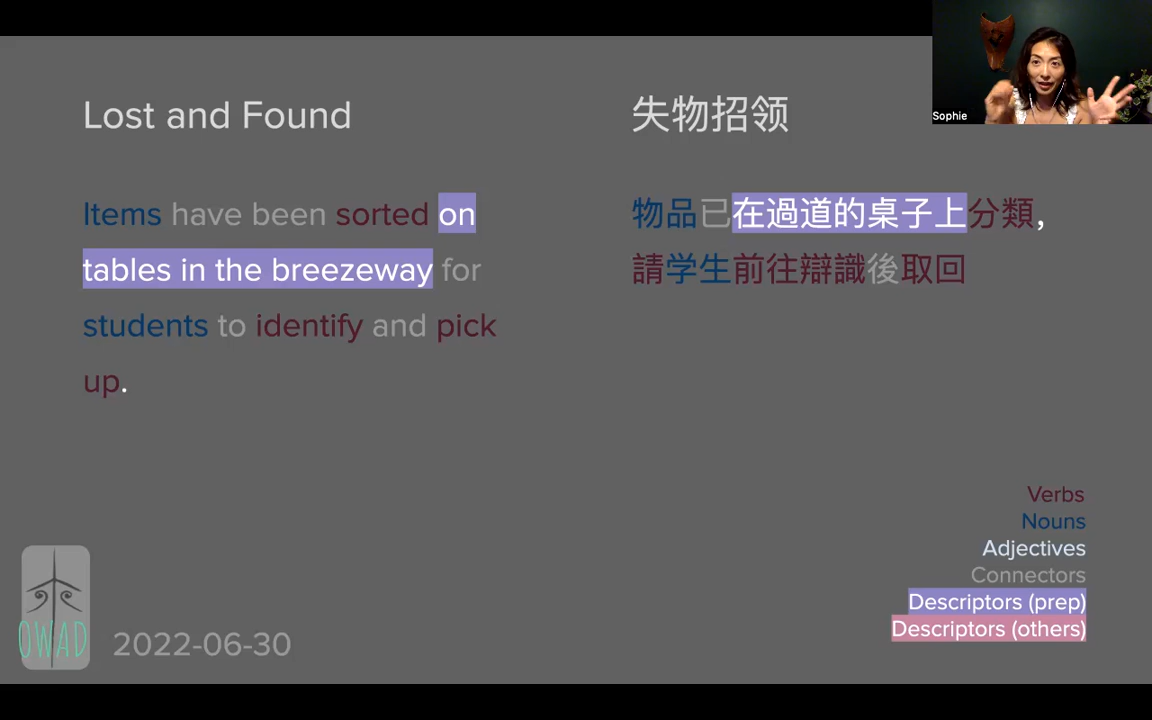 Lost and Found
Items have been sorted on
tables in the breezeway for
students to identify and pick
up.
失物招领
物品已在過道的桌子上分類，
請学生前往辯識後取回
Sophie
Verbs
Nouns
Adjectives
Connectors
Descriptors (prep)
Descriptors (others)
OWAD
2022-06-30